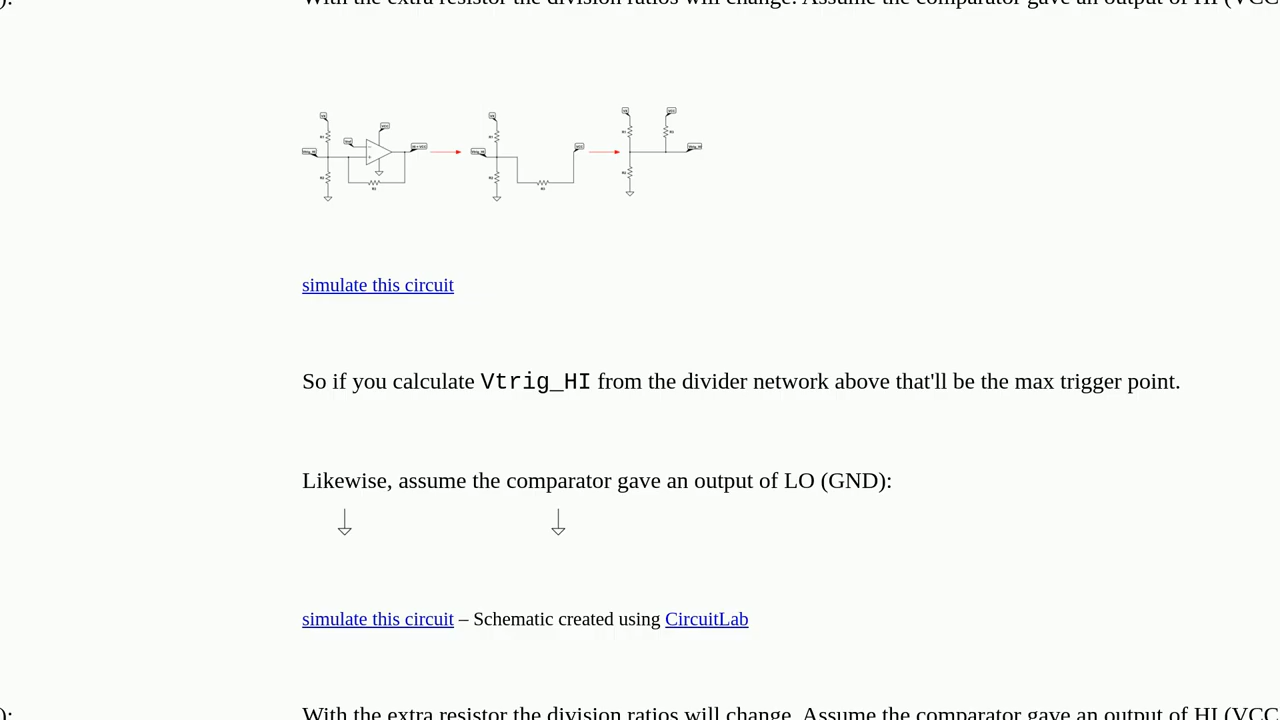 ):
With the extra resistor the division ratios will change. Assume the comparator gave an output of HI (VCC
simulate this circuit
So if you calculate Vtrig_HI from the divider network above that'll be the max trigger point.
Likewise, assume the comparator gave an output of LO (GND):
simulate this circuit – Schematic created using CircuitLab
):
With the extra resistor the division ratios will change. Assume the comparator gave an output of HI (VCC